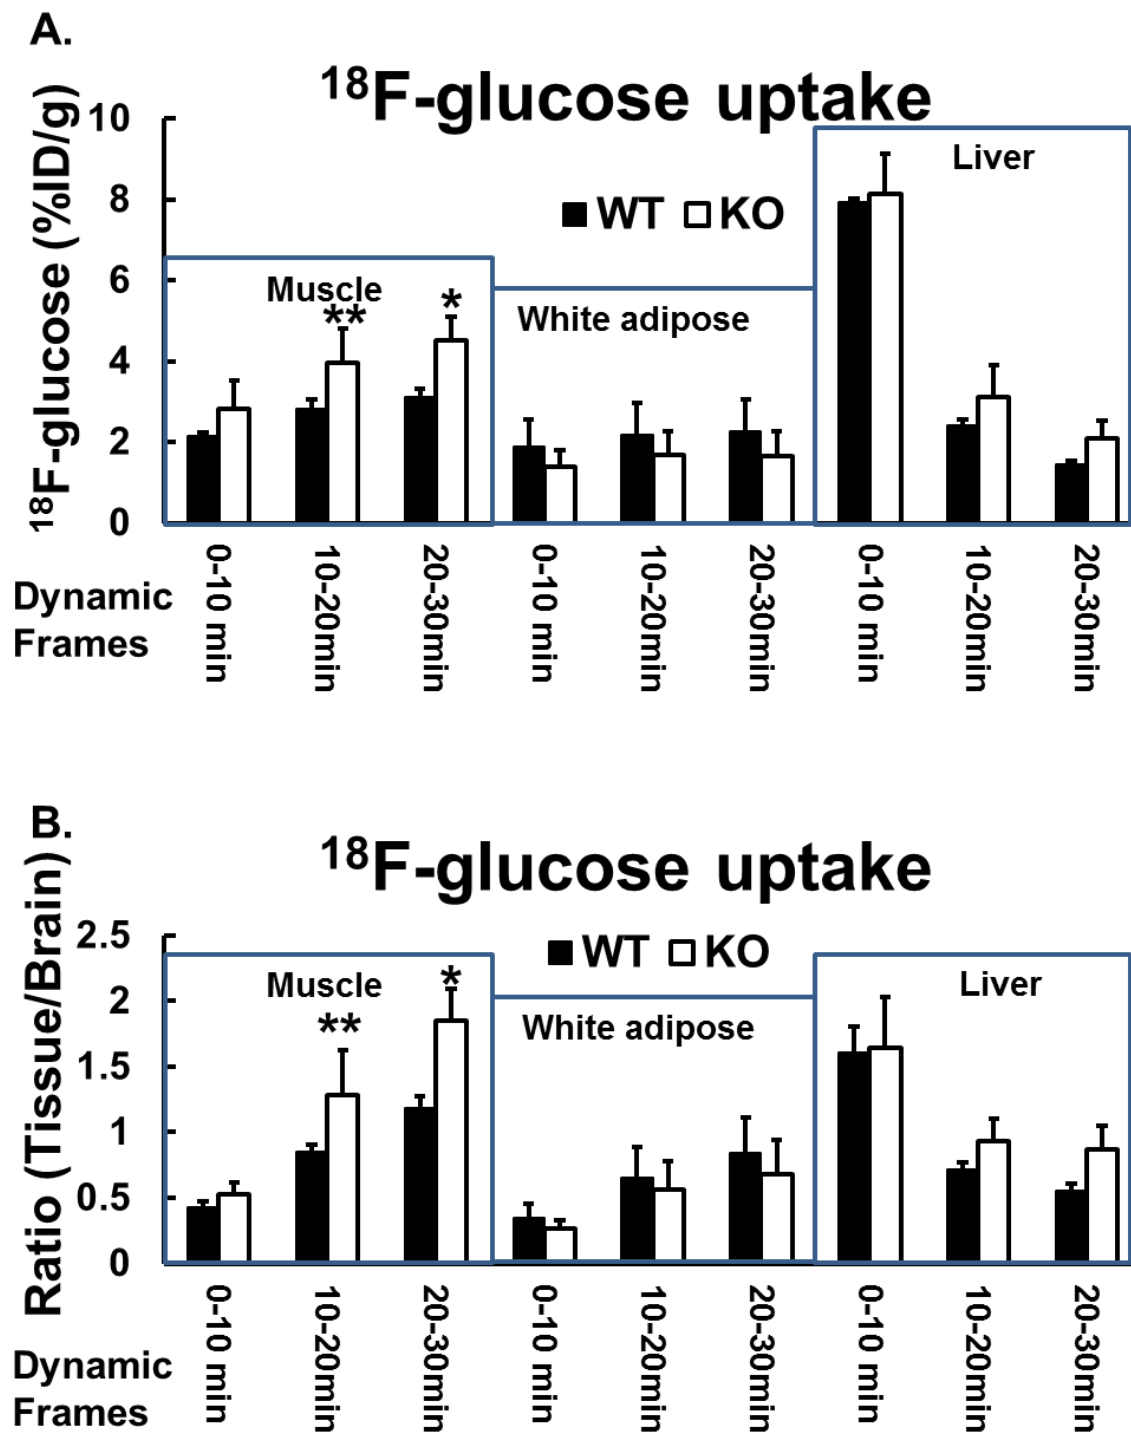 A.
¹⁸F-glucose uptake
¹⁸F-glucose (%ID/g)
10
8
6
4
2
0
WT KO
Muscle
**
*
White adipose
Liver
Dynamic
Frames
0-10 min
10-20min
20-30min
0-10 min
10-20min
20-30min
0-10 min
10-20min
20-30min
B.
¹⁸F-glucose uptake
Ratio (Tissue/Brain)
2.5
2
1.5
1
0.5
0
WT KO
Muscle
**
*
White adipose
Liver
Dynamic
Frames
0-10 min
10-20min
20-30min
0-10 min
10-20min
20-30min
0-10 min
10-20min
20-30min